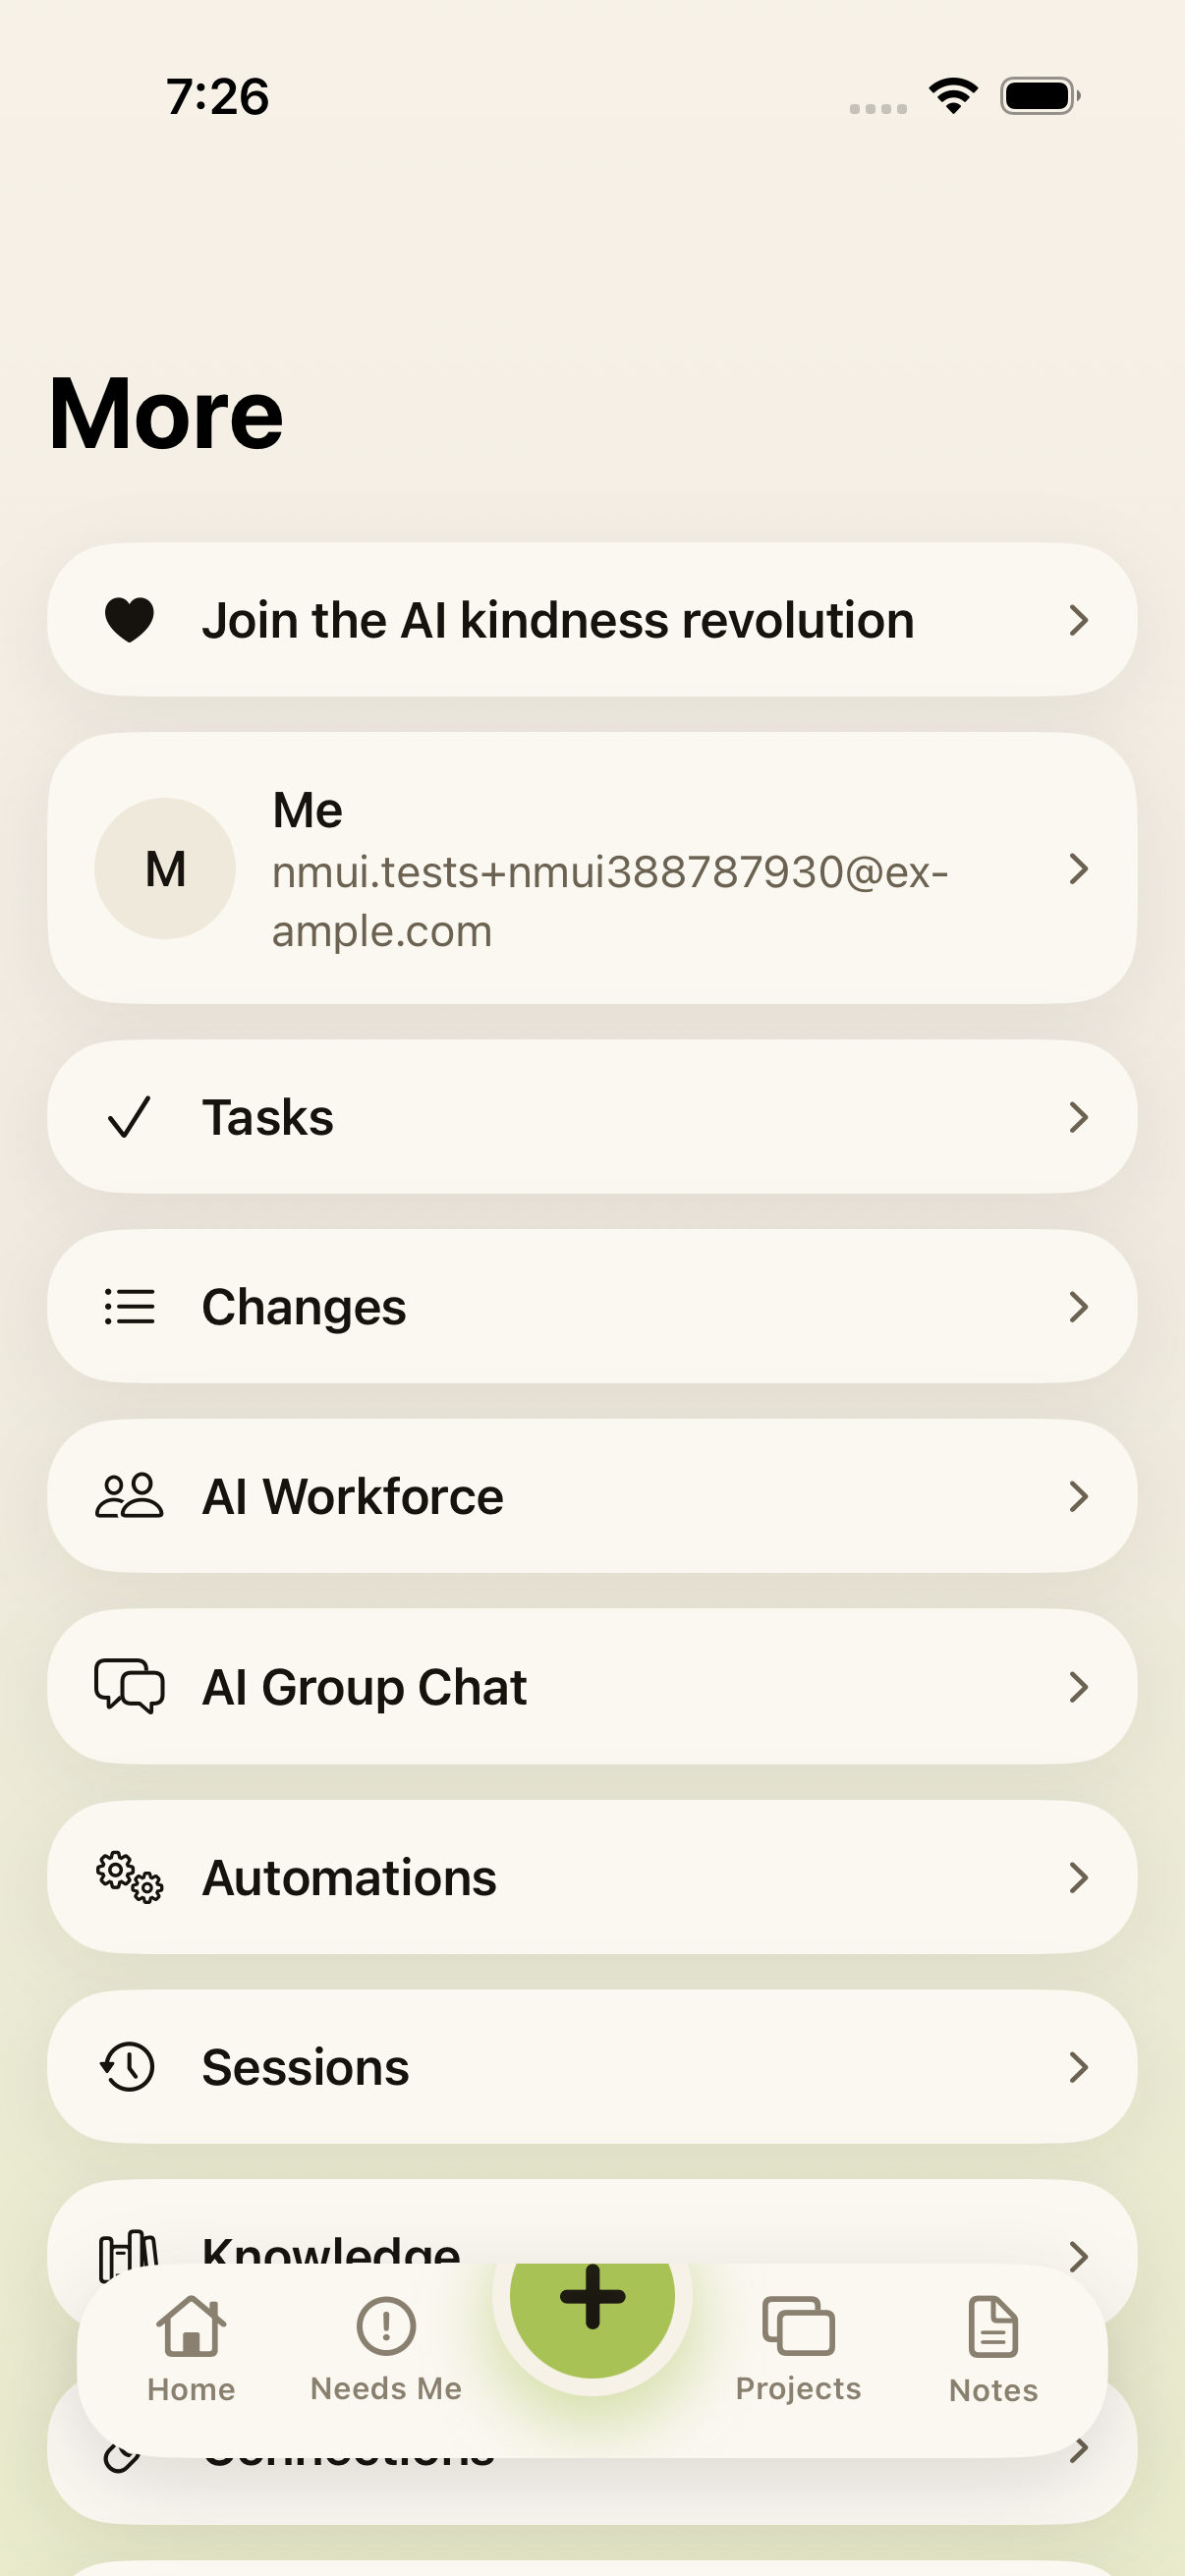 7:26
More
Join the AI kindness revolution
M
Me
nmui.tests+nmui388787930@ex-
ample.com
Tasks
Changes
AI Workforce
AI Group Chat
Automations
Sessions
Knowledge
Home
Needs Me
Projects
Notes
Connections